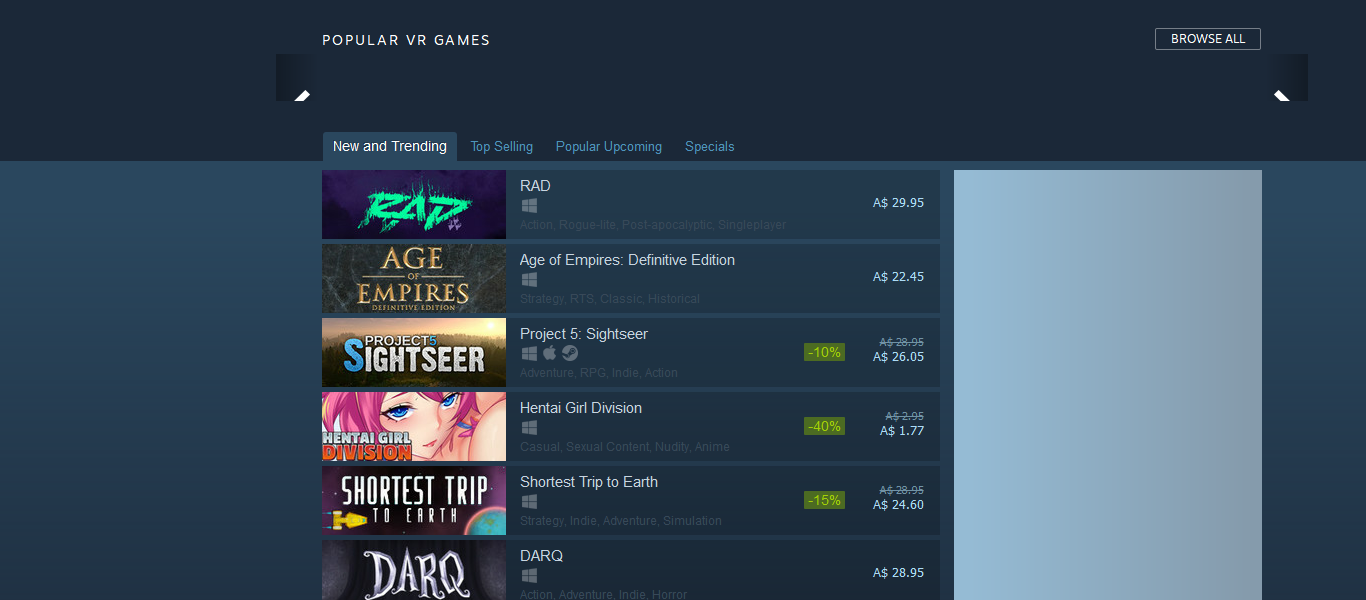 POPULAR VR GAMES
BROWSE ALL
New and Trending
Top Selling
Popular Upcoming
Specials
RAD
RAD
A$ 29.95
Action, Rogue-lite, Post-apocalyptic, Singleplayer
AGE
OF
EMPIRES
DEFINITIVE EDITION
Age of Empires: Definitive Edition
A$ 22.45
Strategy, RTS, Classic, Historical
PROJECT 5
SIGHTSEER
Project 5: Sightseer
-10%
A$ 28.95
A$ 26.05
Adventure, RPG, Indie, Action
HENTAI GIRL
DIVISION
Hentai Girl Division
-40%
A$ 2.95
A$ 1.77
Casual, Sexual Content, Nudity, Anime
SHORTEST TRIP
TO EARTH
Shortest Trip to Earth
-15%
A$ 28.95
A$ 24.60
Strategy, Indie, Adventure, Simulation
DARQ
DARQ
A$ 28.95
Action, Adventure, Indie, Horror